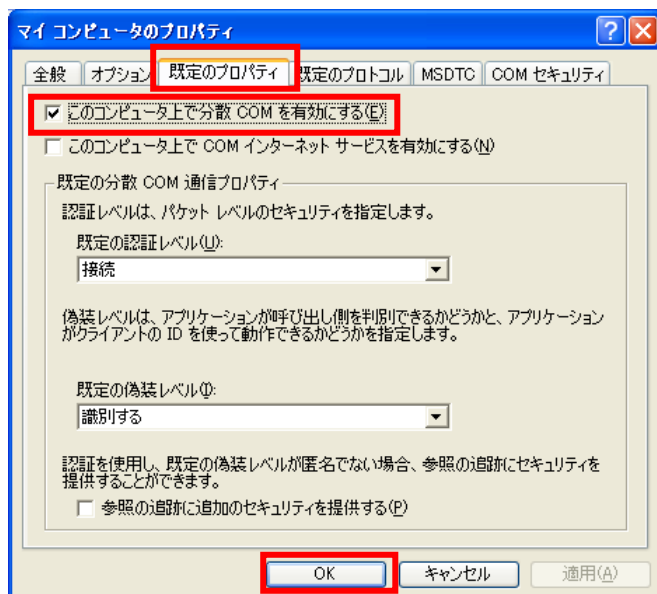 マイ コンピュータのプロパティ
全般 オプション 既定のプロパティ 既定のプロトコル MSDTC COM セキュリティ
このコンピュータ上で分散 COM を有効にする(E)
このコンピュータ上で COM インターネット サービスを有効にする(N)
既定の分散 COM 通信プロパティ
認証レベルは、パケット レベルのセキュリティを指定します。
既定の認証レベル(U):
接続
偽装レベルは、アプリケーションが呼び出し側を判別できるかどうかと、アプリケーション
がクライアントの ID を使って動作できるかどうかを指定します。
既定の偽装レベル(I):
識別する
認証を使用し、既定の偽装レベルが匿名でない場合、参照の追跡にセキュリティを
提供することができます。
参照の追跡に追加のセキュリティを提供する(P)
OK キャンセル 適用(A)